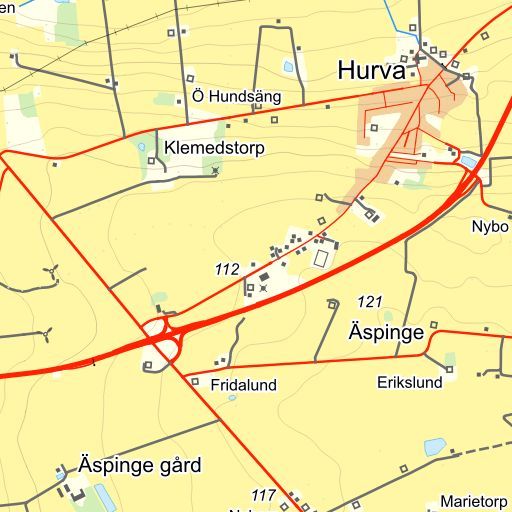 Hurva
Ö Hundsäng
Klemedstorp
Nybo
112
121
Äspinge
Fridalund
Erikslund
Äspinge gård
117
Marietorp